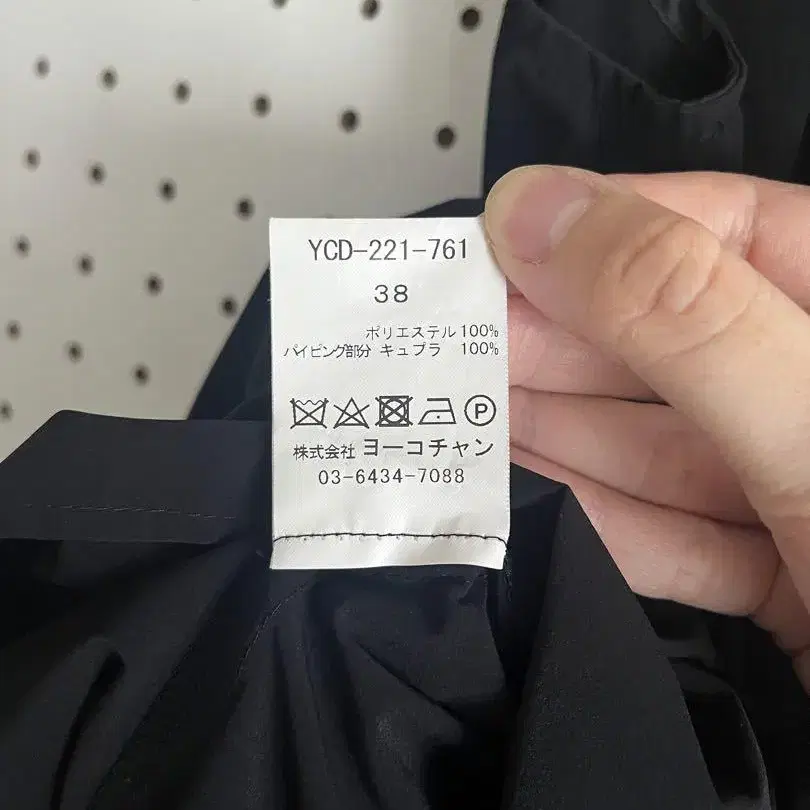 YCD-221-761
38
ポリエステル 100%
パイピング部分 キュプラ 100%
P
株式会社 ヨーコチャン
03-6434-7088